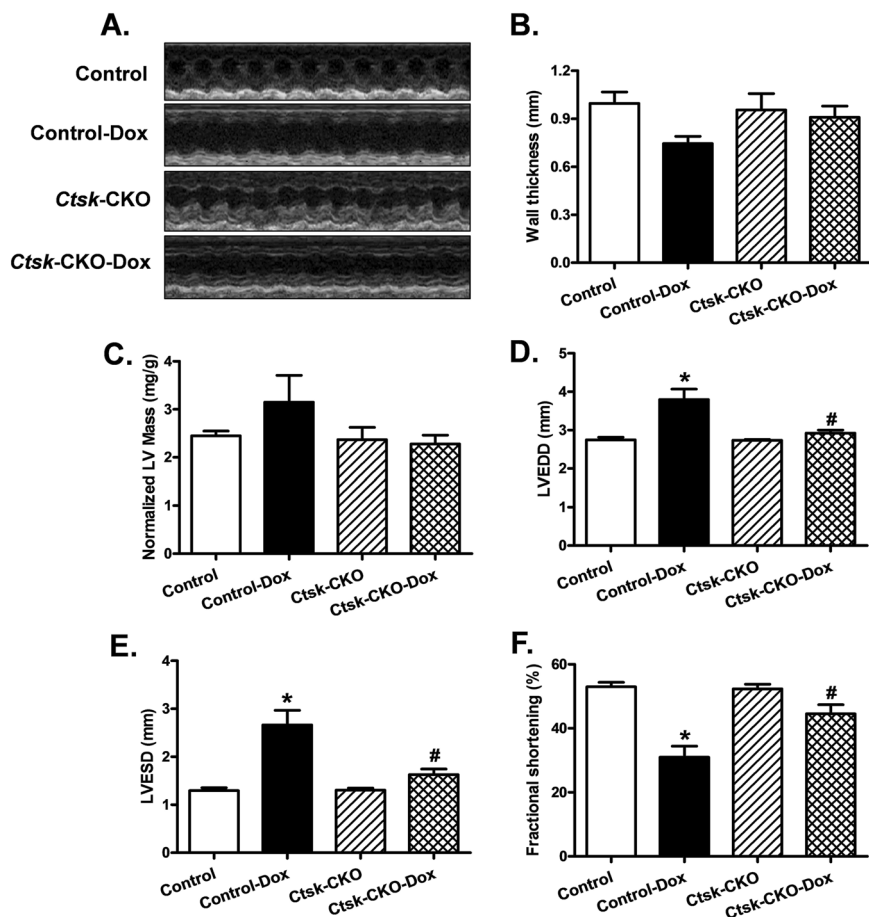 A.
Control
Control-Dox
Ctsk-CKO
Ctsk-CKO-Dox
B.
Wall thickness (mm)
1.2
0.9
0.6
0.3
0.0
Control
Control-Dox
Ctsk-CKO
Ctsk-CKO-Dox
C.
Normalized LV Mass (mg/g)
4
3
2
1
0
Control
Control-Dox
Ctsk-CKO
Ctsk-CKO-Dox
D.
LVEDD (mm)
5
4
3
2
1
0
*
#
Control
Control-Dox
Ctsk-CKO
Ctsk-CKO-Dox
E.
LVESD (mm)
4
3
2
1
0
*
#
Control
Control-Dox
Ctsk-CKO
Ctsk-CKO-Dox
F.
Fractional shortening (%)
60
40
20
0
*
#
Control
Control-Dox
Ctsk-CKO
Ctsk-CKO-Dox